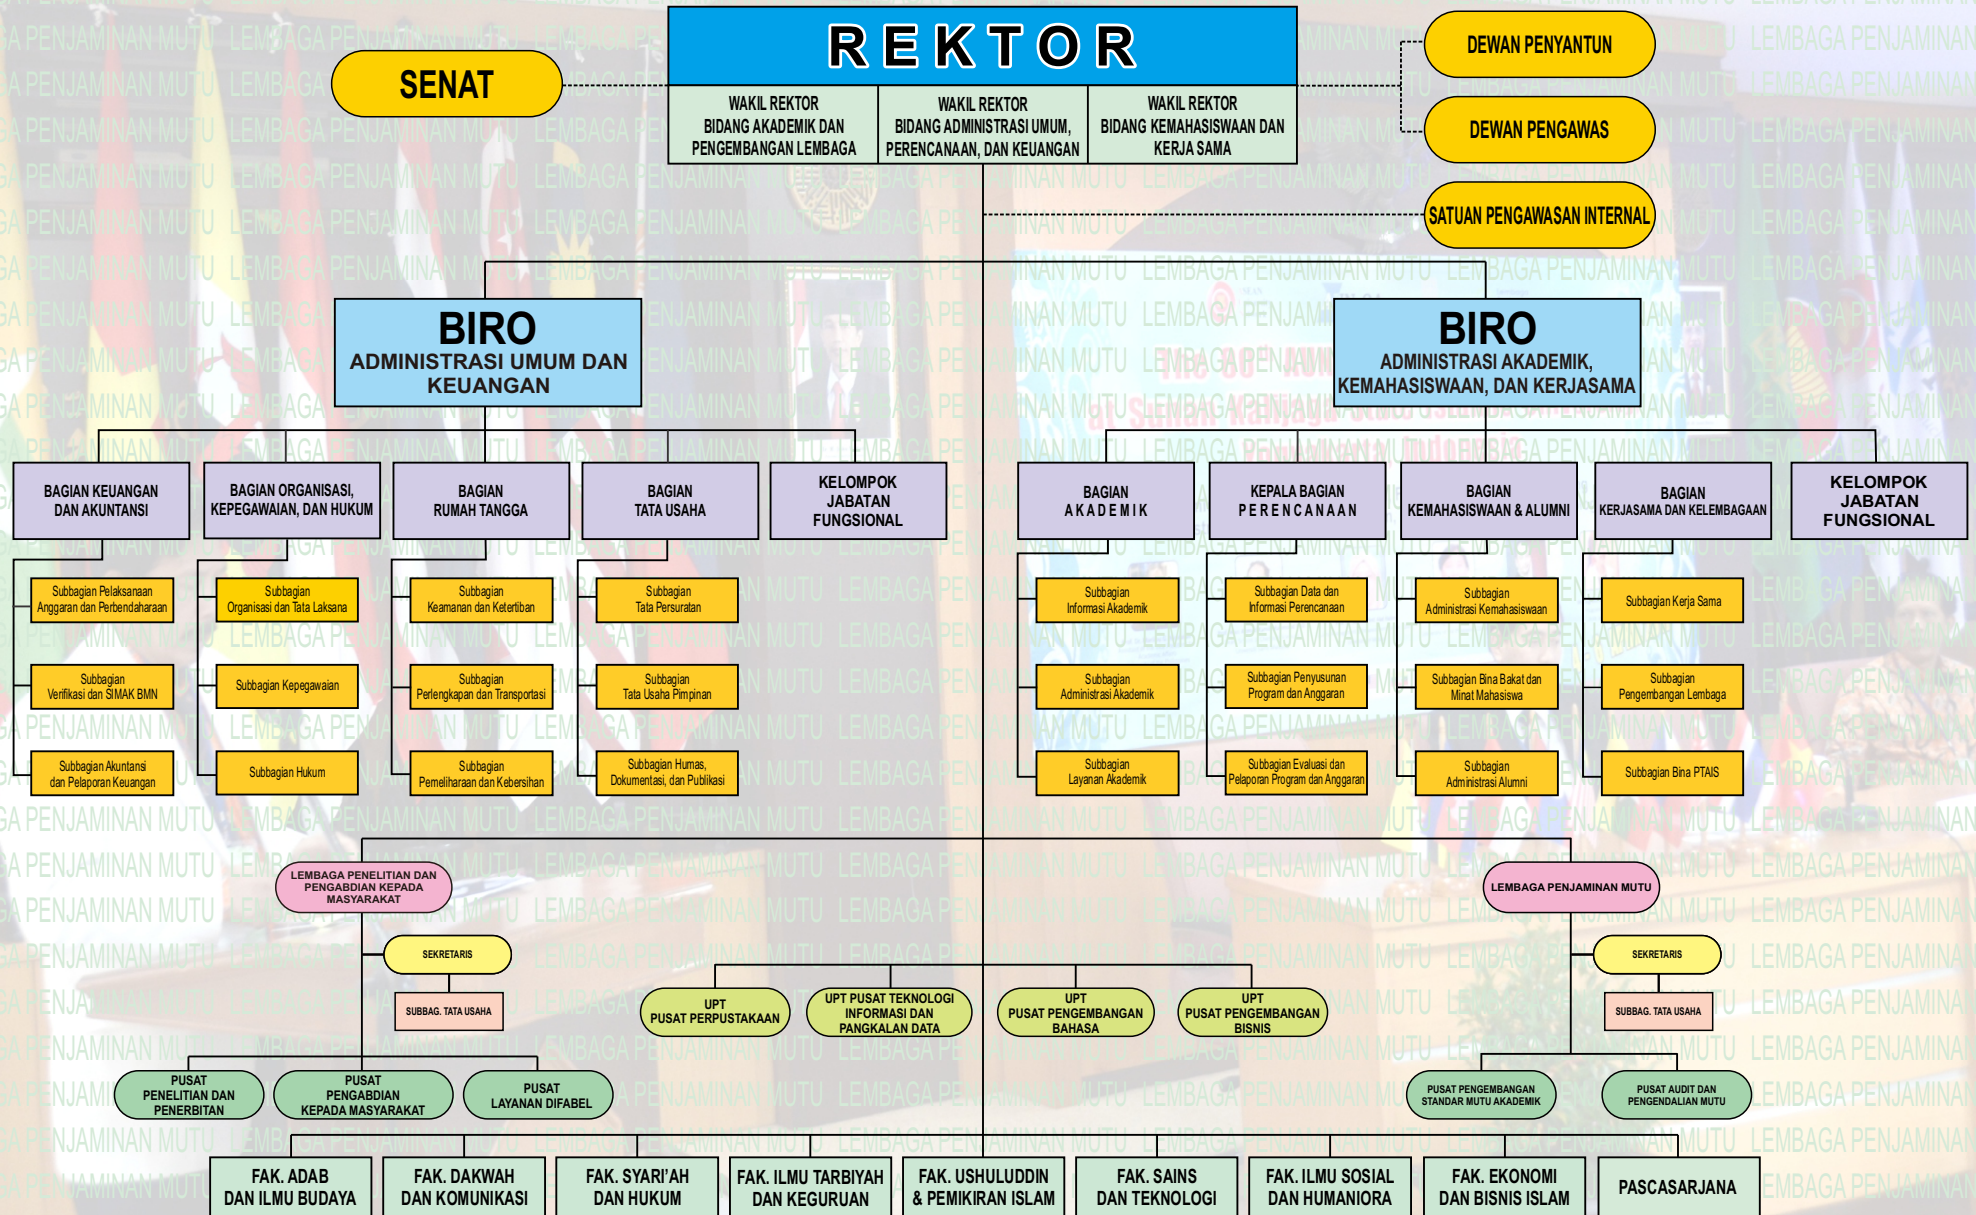 REKTOR
SENAT
WAKIL REKTOR
BIDANG AKADEMIK DAN
PENGEMBANGAN LEMBAGA
WAKIL REKTOR
BIDANG ADMINISTRASI UMUM,
PERENCANAAN, DAN KEUANGAN
WAKIL REKTOR
BIDANG KEMAHASISWAAN DAN
KERJA SAMA
DEWAN PENYANTUN
DEWAN PENGAWAS
SATUAN PENGAWASAN INTERNAL
BIRO
ADMINISTRASI UMUM DAN
KEUANGAN
BIRO
ADMINISTRASI AKADEMIK,
KEMAHASISWAAN, DAN KERJASAMA
BAGIAN KEUANGAN
DAN AKUNTANSI
BAGIAN ORGANISASI,
KEPEGAWAIAN, DAN HUKUM
BAGIAN
RUMAH TANGGA
BAGIAN
TATA USAHA
KELOMPOK
JABATAN
FUNGSIONAL
BAGIAN
AKADEMIK
KEPALA BAGIAN
PERENCANAAN
BAGIAN
KEMAHASISWAAN & ALUMNI
BAGIAN
KERJASAMA DAN KELEMBAGAAN
KELOMPOK
JABATAN
FUNGSIONAL
Subbagian Pelaksanaan
Anggaran dan Perbendaharaan
Subbagian
Organisasi dan Tata Laksana
Subbagian
Keamanan dan Ketertiban
Subbagian
Tata Persuratan
Subbagian
Informasi Akademik
Subbagian Data dan
Informasi Perencanaan
Subbagian
Administrasi Kemahasiswaan
Subbagian Kerja Sama
Subbagian
Verifikasi dan SIMAK BMN
Subbagian Kepegawaian
Subbagian
Perlengkapan dan Transportasi
Subbagian
Tata Usaha Pimpinan
Subbagian
Administrasi Akademik
Subbagian Penyusunan
Program dan Anggaran
Subbagian Bina Bakat dan
Minat Mahasiswa
Subbagian
Pengembangan Lembaga
Subbagian Akuntansi
dan Pelaporan Keuangan
Subbagian Hukum
Subbagian
Pemeliharaan dan Kebersihan
Subbagian Humas,
Dokumentasi, dan Publikasi
Subbagian
Layanan Akademik
Subbagian Evaluasi dan
Pelaporan Program dan Anggaran
Subbagian
Administrasi Alumni
Subbagian Bina PTAIS
LEMBAGA PENELITIAN DAN
PENGABDIAN KEPADA
MASYARAKAT
LEMBAGA PENJAMINAN MUTU
SEKRETARIS
SUBBAG. TATA USAHA
SEKRETARIS
SUBBAG. TATA USAHA
UPT
PUSAT PERPUSTAKAAN
UPT PUSAT TEKNOLOGI
INFORMASI DAN
PANGKALAN DATA
UPT
PUSAT PENGEMBANGAN
BAHASA
UPT
PUSAT PENGEMBANGAN
BISNIS
PUSAT
PENELITIAN DAN
PENERBITAN
PUSAT
PENGABDIAN
KEPADA MASYARAKAT
PUSAT
LAYANAN DIFABEL
PUSAT PENGEMBANGAN
STANDAR MUTU AKADEMIK
PUSAT AUDIT DAN
PENGENDALIAN MUTU
FAK. ADAB
DAN ILMU BUDAYA
FAK. DAKWAH
DAN KOMUNIKASI
FAK. SYARI'AH
DAN HUKUM
FAK. ILMU TARBIYAH
DAN KEGURUAN
FAK. USHULUDDIN
& PEMIKIRAN ISLAM
FAK. SAINS
DAN TEKNOLOGI
FAK. ILMU SOSIAL
DAN HUMANIORA
FAK. EKONOMI
DAN BISNIS ISLAM
PASCASARJANA